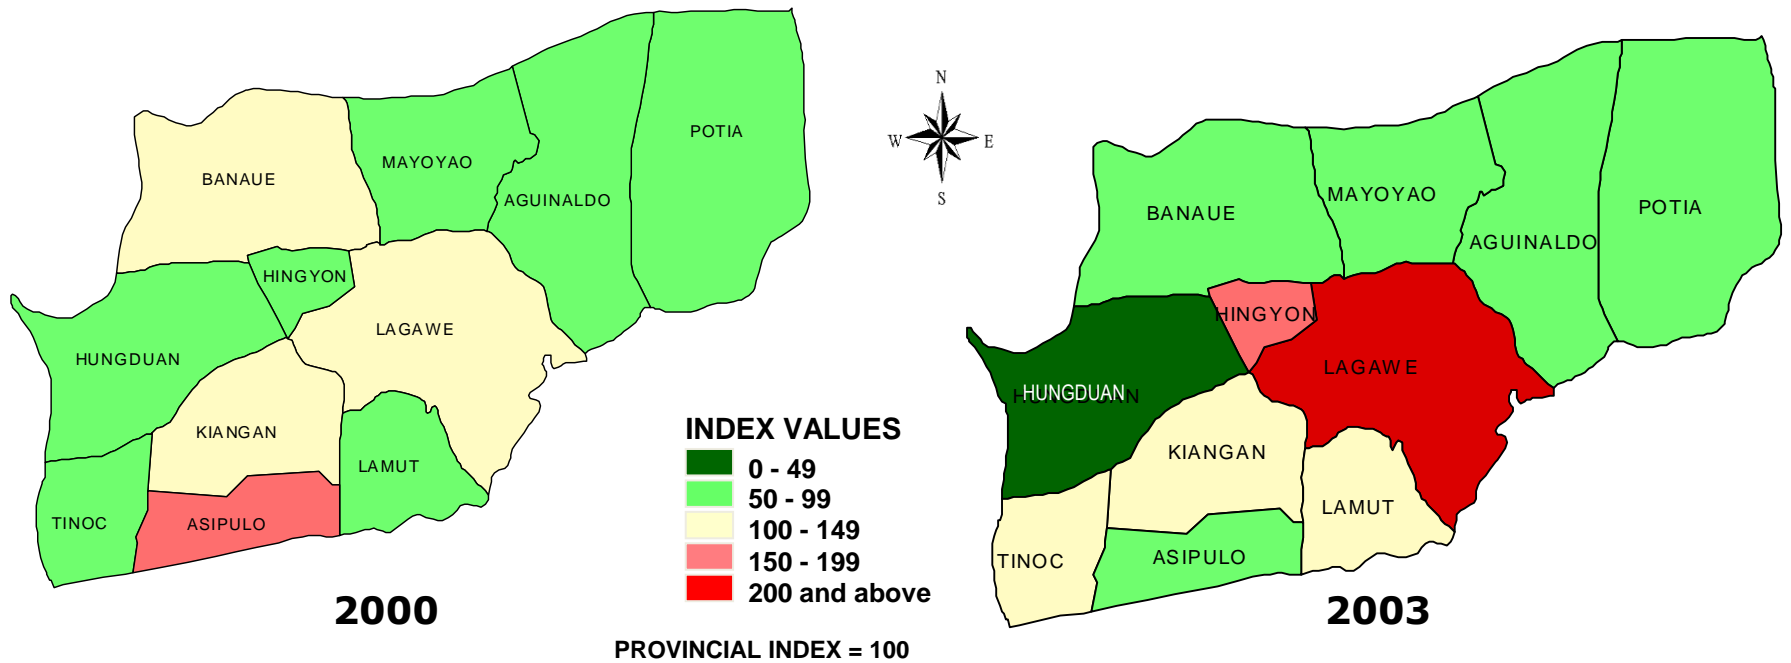 BANAUE
MAYOYAO
POTIA
AGUINALDO
HINGYON
LAGAWE
HUNGDUAN
KIANGAN
LAMUT
TINOC
ASIPULO
2000
N
W E
S
INDEX VALUES
0 - 49
50 - 99
100 - 149
150 - 199
200 and above
PROVINCIAL INDEX = 100
BANAUE
MAYOYAO
POTIA
AGUINALDO
HINGYON
LAGAWE
HUNGDUAN
HUNGDUAN
KIANGAN
LAMUT
TINOC
ASIPULO
2003